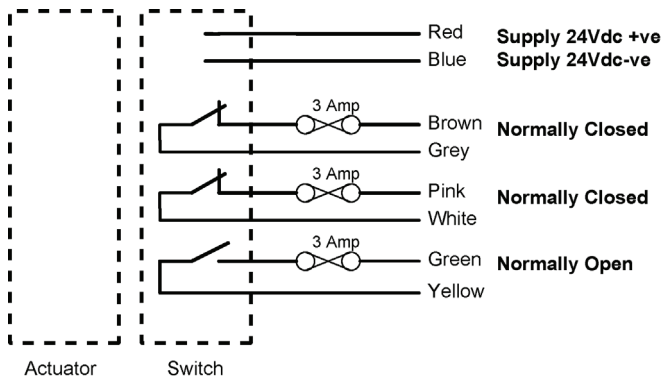 Red Supply 24Vdc +ve
Blue Supply 24Vdc-ve
3 Amp
Brown Normally Closed
Grey
3 Amp
Pink Normally Closed
White
3 Amp
Green Normally Open
Yellow
Actuator Switch